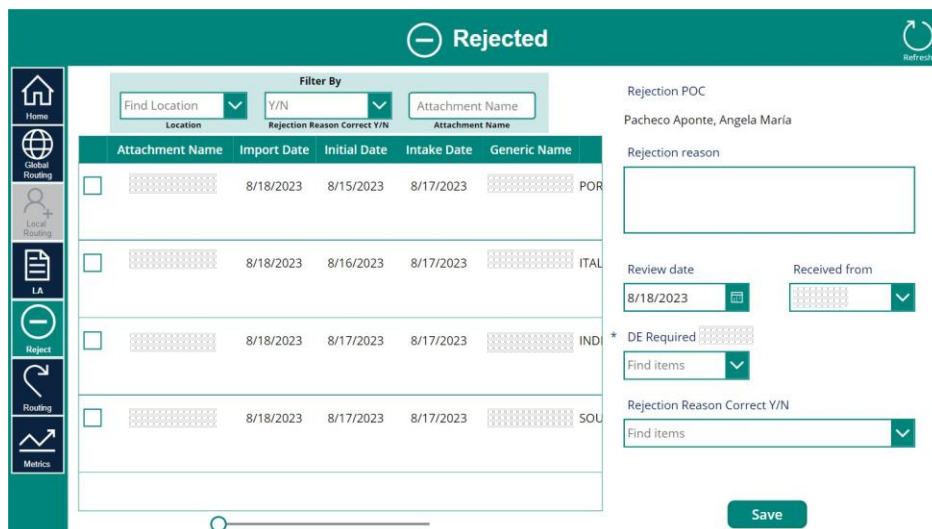 Rejected
Refresh
Home
Global
Routing
Local
Routing
LA
Reject
Routing
Metrics
Filter By
Find Location
Y/N
Attachment Name
Location
Rejection Reason Correct Y/N
Attachment Name
Attachment Name Import Date Initial Date Intake Date Generic Name
8/18/2023 8/15/2023 8/17/2023 POR
8/18/2023 8/16/2023 8/17/2023 ITAL
8/18/2023 8/17/2023 8/17/2023 INDI
8/18/2023 8/17/2023 8/17/2023 SOU
Rejection POC
Pacheco Aponte, Angela María
Rejection reason
Review date Received from
8/18/2023
* DE Required
Find items
Rejection Reason Correct Y/N
Find items
Save